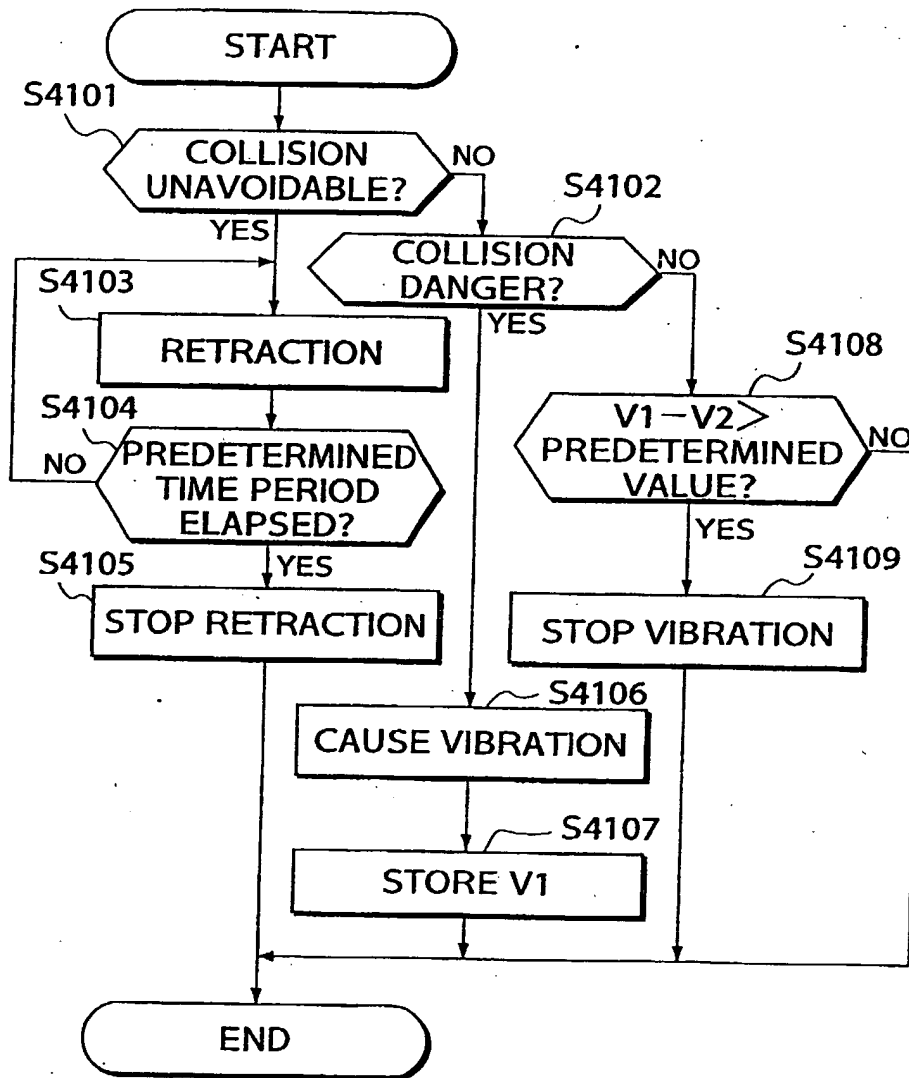 START
S4101
COLLISION
UNAVOIDABLE?
NO
YES
S4102
COLLISION
DANGER?
NO
YES
S4103
RETRACTION
S4104
NO
PREDETERMINED
TIME PERIOD
ELAPSED?
YES
S4108
V1－V2＞
PREDETERMINED
VALUE?
NO
YES
S4105
STOP RETRACTION
S4109
STOP VIBRATION
S4106
CAUSE VIBRATION
S4107
STORE V1
END